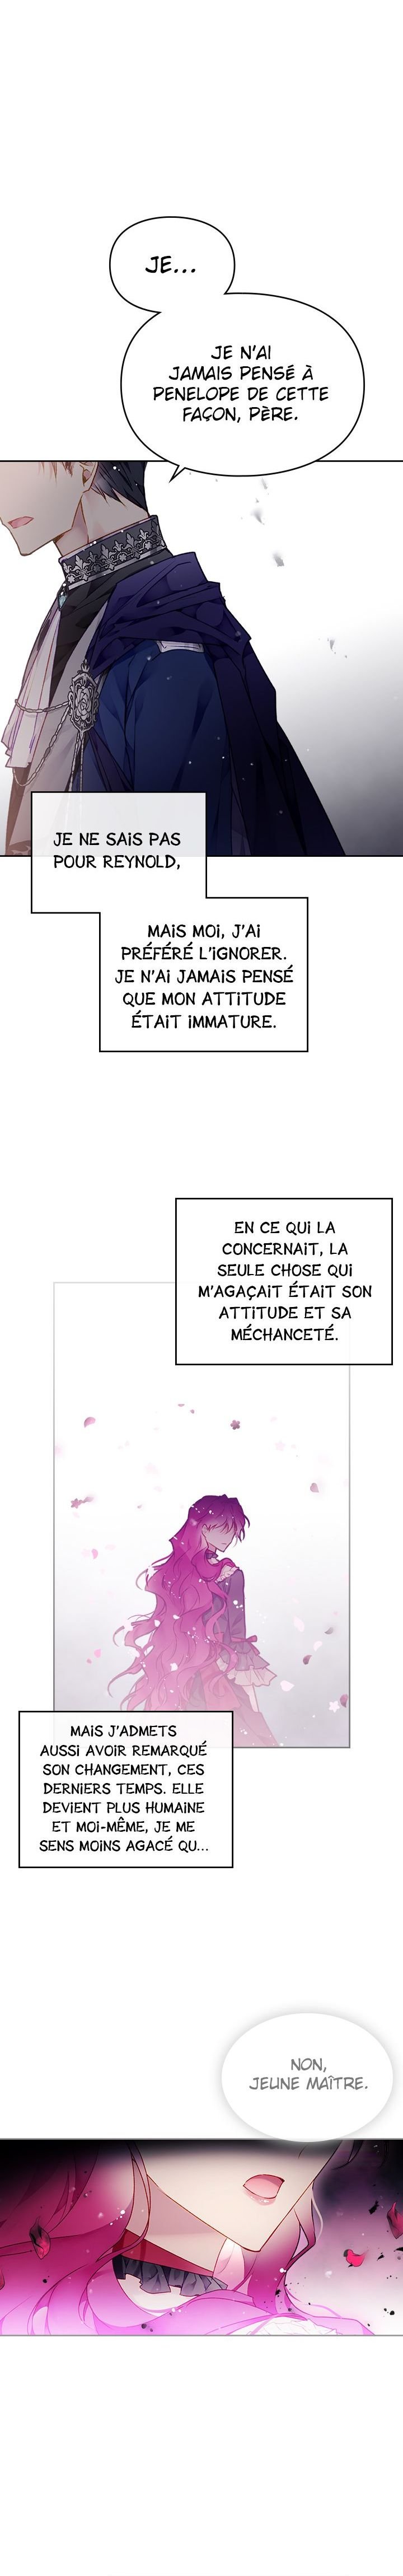 JE...
JE N'AI
JAMAIS PENSÉ À
PENELOPE DE CETTE
FAÇON, PÈRE.
JE NE SAIS PAS
POUR REYNOLD,
MAIS MOI, J'AI
PRÉFÉRÉ L'IGNORER.
JE N'AI JAMAIS PENSÉ
QUE MON ATTITUDE
ÉTAIT IMMATURE.
EN CE QUI LA
CONCERNAIT, LA
SEULE CHOSE QUI
M'AGAÇAIT ÉTAIT SON
ATTITUDE ET SA
MÉCHANCETÉ.
MAIS J'ADMETS
AUSSI AVOIR REMARQUÉ
SON CHANGEMENT, CES
DERNIERS TEMPS. ELLE
DEVIENT PLUS HUMAINE
ET MOI-MÊME, JE ME
SENS MOINS AGACÉ QU...
NON,
JEUNE MAÎTRE.